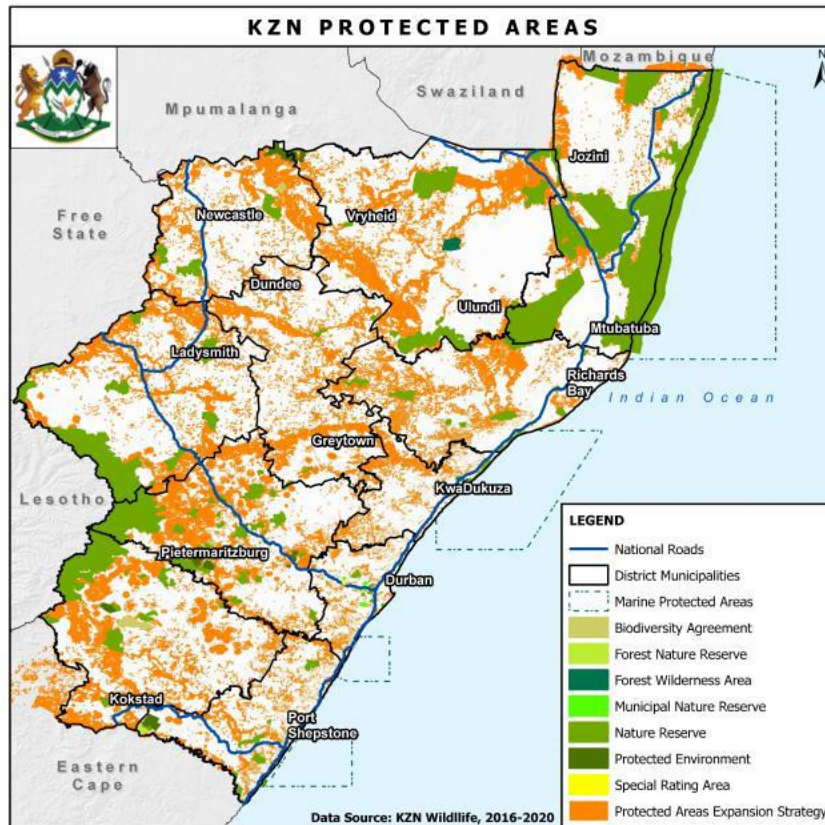 KZN PROTECTED AREAS
Mozambique
N
Swaziland
Mpumalanga
Jozini
Free
State
Newcastle
Vryheid
Dundee
Ulundi
Mtubatuba
Ladysmith
Richards
Bay
Indian Ocean
Greytown
Lesotho
KwaDukuza
Pietermaritzburg
Durban
Kokstad
Port
Shepstone
Eastern
Cape
LEGEND
National Roads
District Municipalities
Marine Protected Areas
Biodiversity Agreement
Forest Nature Reserve
Forest Wilderness Area
Municipal Nature Reserve
Nature Reserve
Protected Environment
Special Rating Area
Protected Areas Expansion Strategy
Data Source: KZN Wildllife, 2016-2020